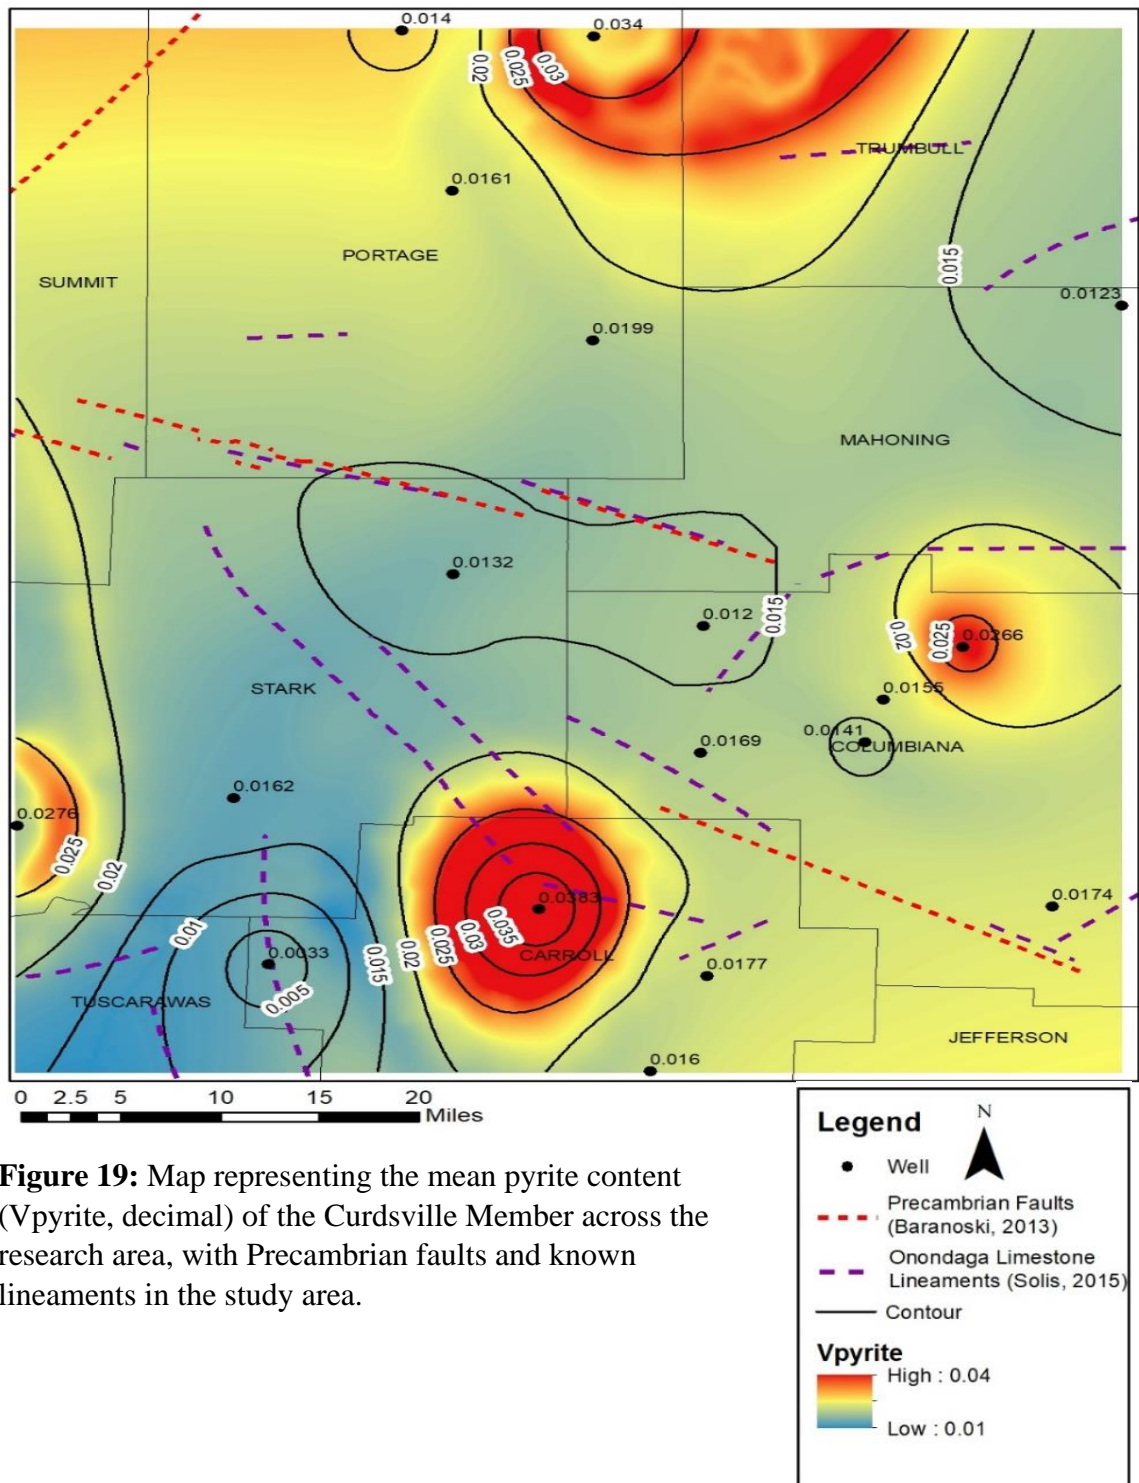 0.014
0.034
0.02
0.025
0.03
TRUMBULL
0.0161
PORTAGE
SUMMIT
0.015
0.0123
0.0199
MAHONING
0.0132
0.012
0.015
0.02
0.025
0.0266
STARK
0.0155
0.0141
COLUMBIANA
0.0169
0.0162
0.0276
0.025
0.02
0.0383
0.0174
0.01
0.035
0.03
0.025
0.02
0.015
CARROLL
0.0033
0.005
0.0177
TUSCARAWAS
JEFFERSON
0.016
0 2.5 5 10 15 20
Miles
Figure 19: Map representing the mean pyrite content
(Vpyrite, decimal) of the Curdsville Member across the
research area, with Precambrian faults and known
lineaments in the study area.
Legend
N
Well
Precambrian Faults
(Baranoski, 2013)
Onondaga Limestone
Lineaments (Solis, 2015)
Contour
Vpyrite
High : 0.04
Low : 0.01